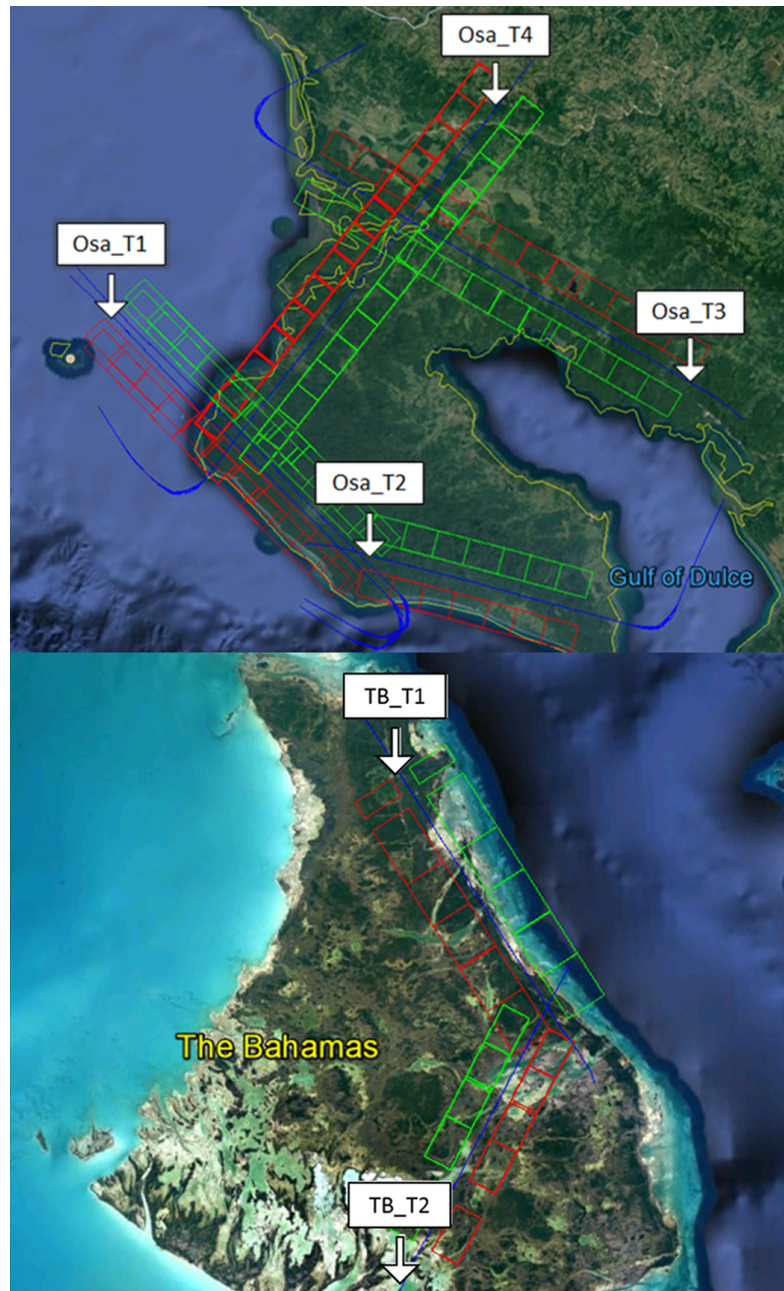 Osa_T4
Osa_T1
Osa_T3
Osa_T2
Gulf of Dulce
TB_T1
The Bahamas
TB_T2